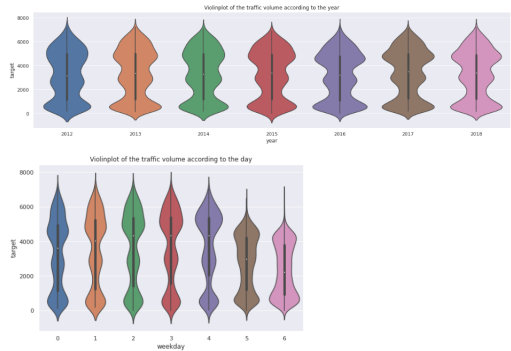 Violinplot of the traffic volume according to the year
8000
6000
4000
2000
0
target
2012 2013 2014 2015 2016 2017 2018
year
Violinplot of the traffic volume according to the day
8000
6000
4000
2000
0
target
0 1 2 3 4 5 6
weekday